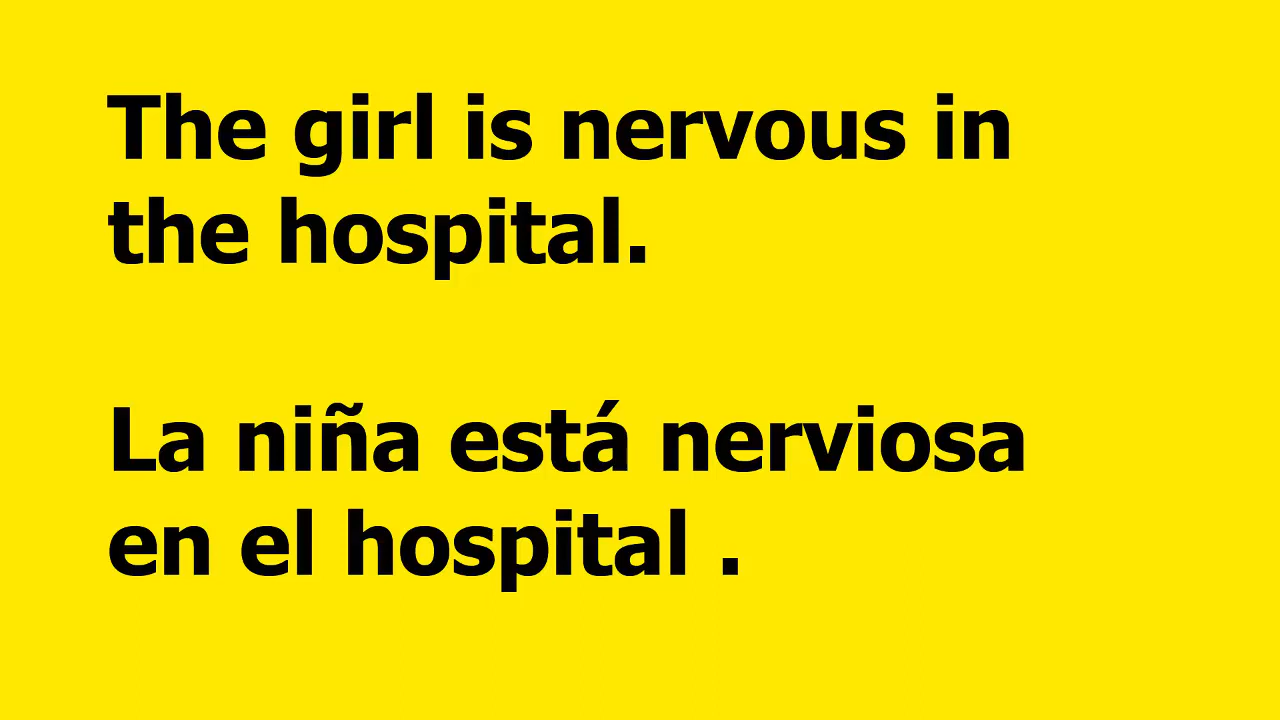 The girl is nervous in
the hospital.
La niña está nerviosa
en el hospital .